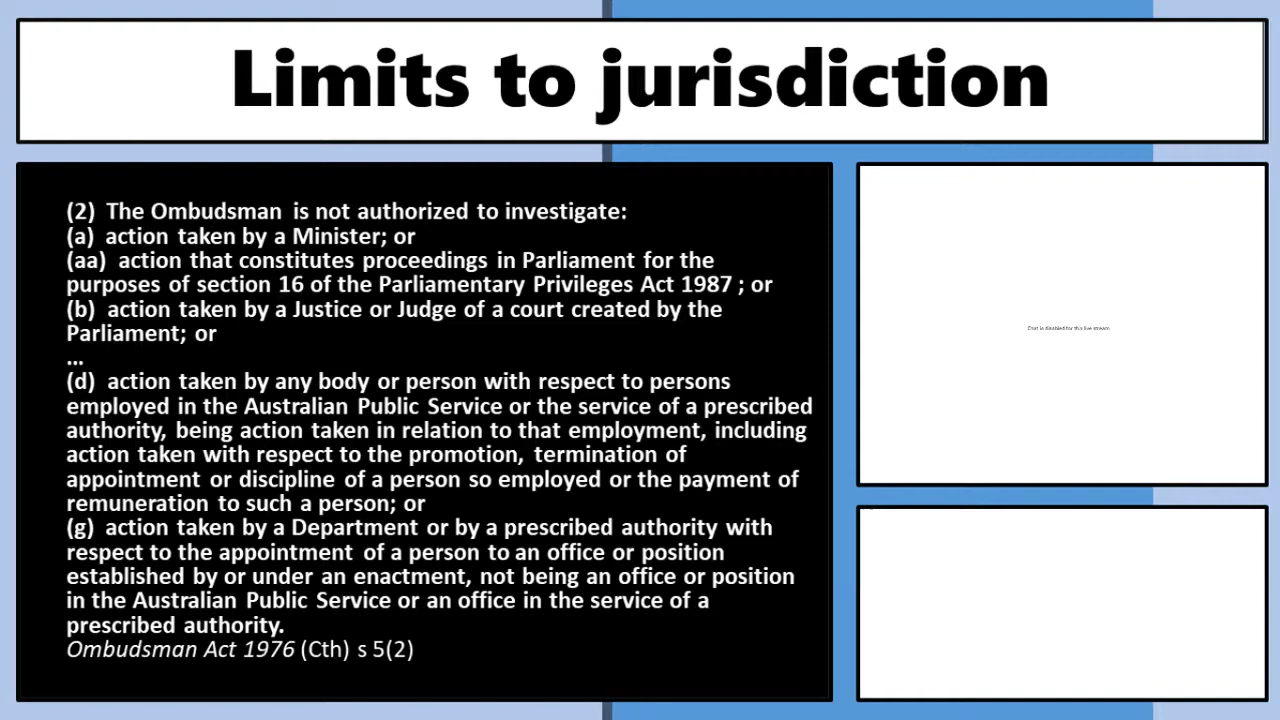 Limits to jurisdiction
(2) The Ombudsman is not authorized to investigate:
(a) action taken by a Minister; or
(aa) action that constitutes proceedings in Parliament for the
purposes of section 16 of the Parliamentary Privileges Act 1987 ; or
(b) action taken by a Justice or Judge of a court created by the
Parliament; or
...
(d) action taken by any body or person with respect to persons
employed in the Australian Public Service or the service of a prescribed
authority, being action taken in relation to that employment, including
action taken with respect to the promotion, termination of
appointment or discipline of a person so employed or the payment of
remuneration to such a person; or
(g) action taken by a Department or by a prescribed authority with
respect to the appointment of a person to an office or position
established by or under an enactment, not being an office or position
in the Australian Public Service or an office in the service of a
prescribed authority.
Ombudsman Act 1976 (Cth) s 5(2)
Chat is disabled for this live stream